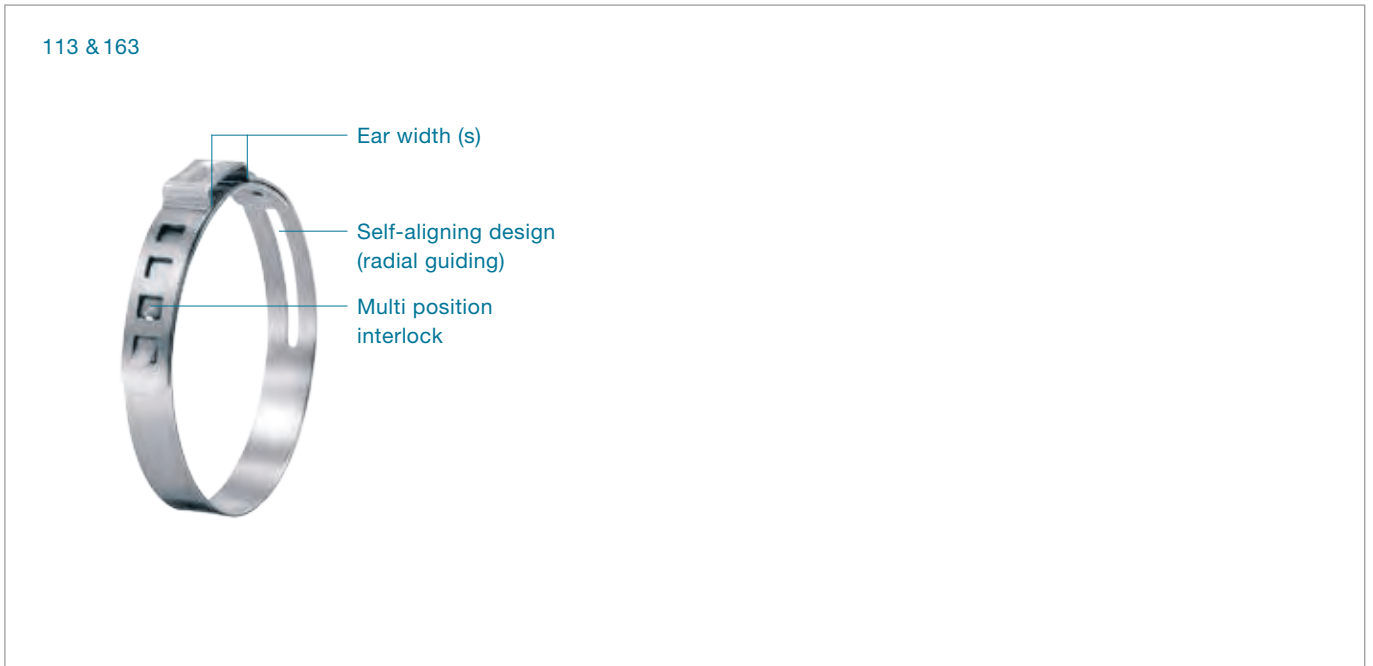 113 & 163
Ear width (s)
Self-aligning design
(radial guiding)
Multi position
interlock